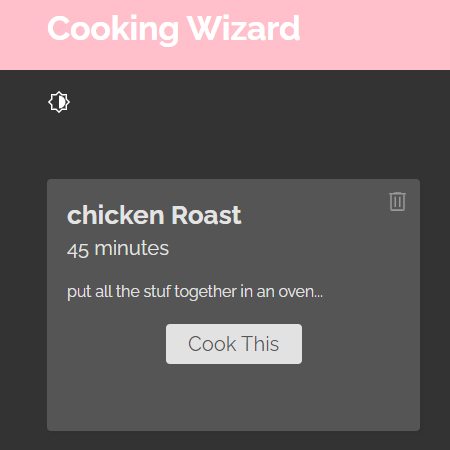 Cooking Wizard
chicken Roast
45 minutes
put all the stuf together in an oven...
Cook This